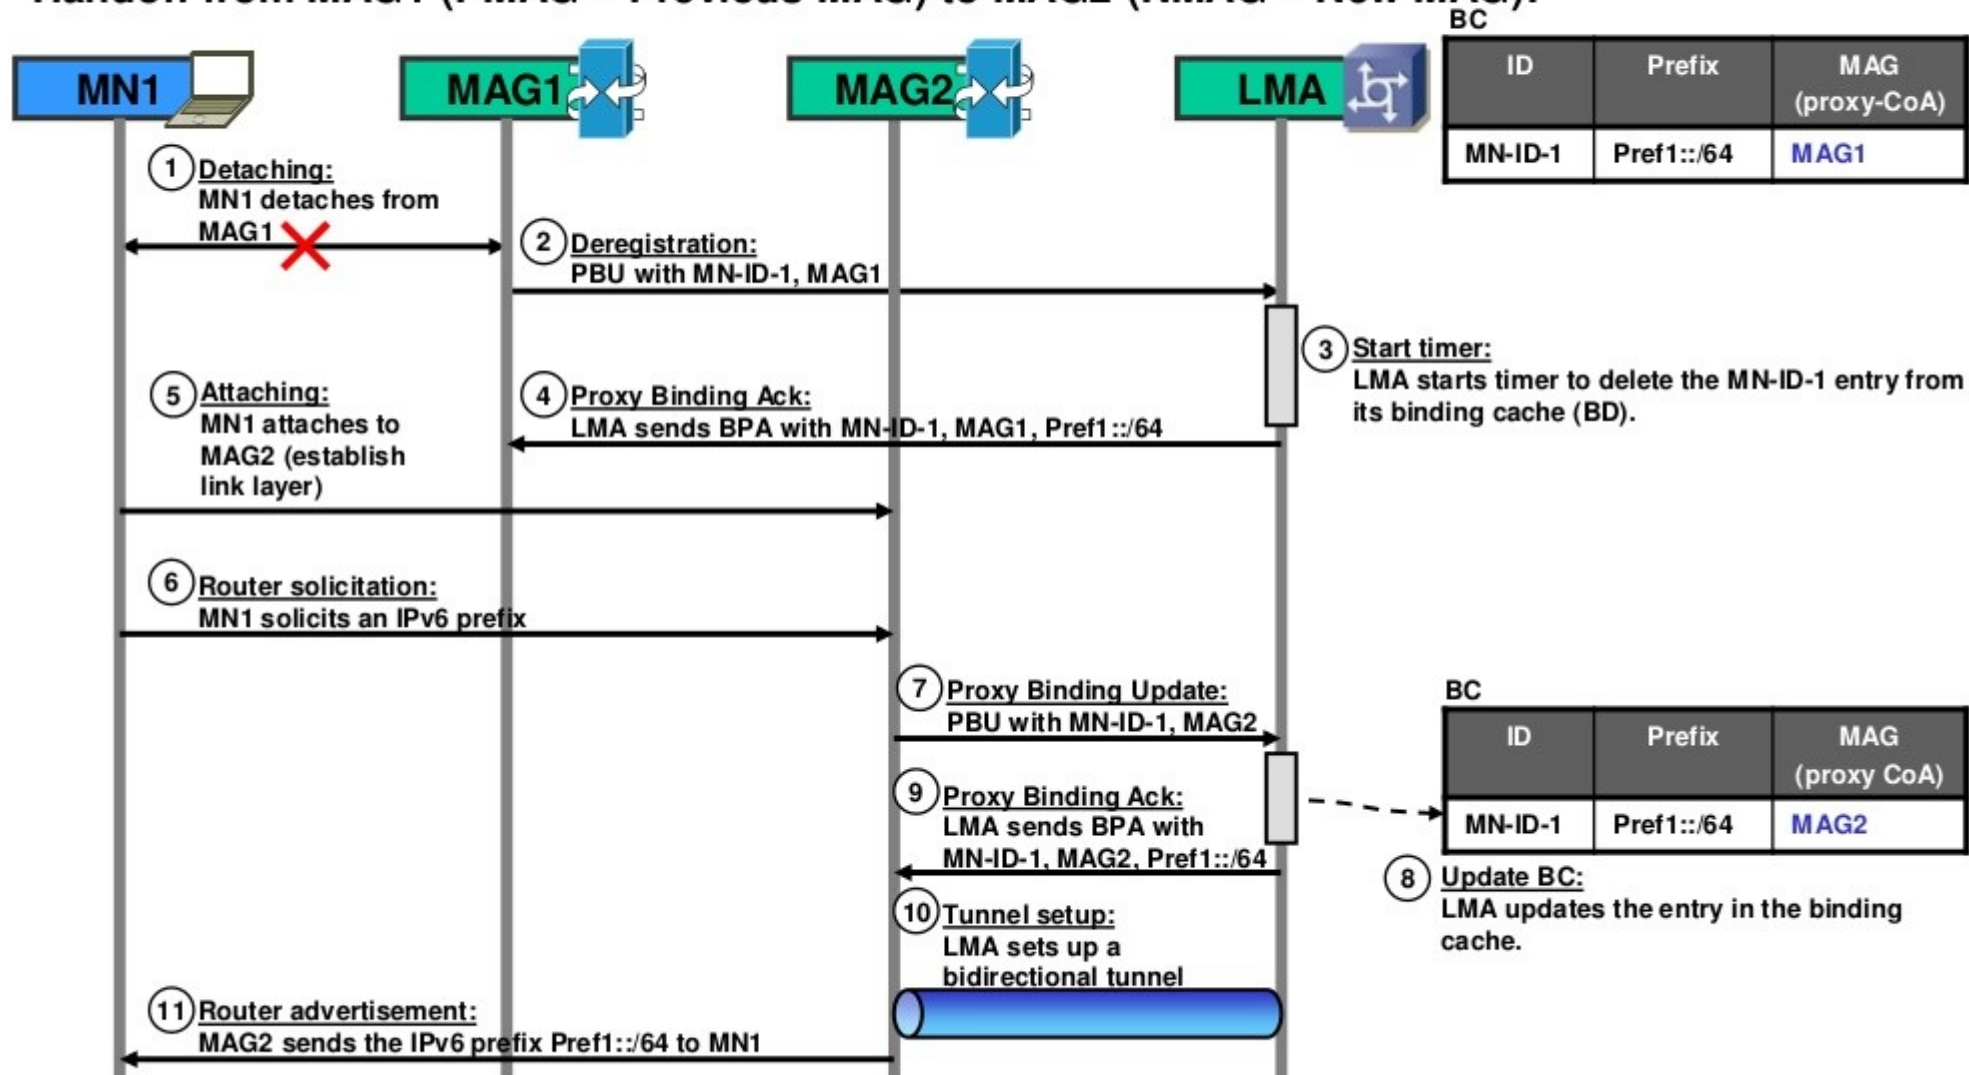 BC
MN1
MAG1
MAG2
LMA
ID
Prefix
MAG
(proxy-CoA)
MN-ID-1
Pref1::/64
MAG1
1
Detaching:
MN1 detaches from
MAG1
2
Deregistration:
PBU with MN-ID-1, MAG1
3
Start timer:
LMA starts timer to delete the MN-ID-1 entry from
its binding cache (BD).
4
Proxy Binding Ack:
LMA sends BPA with MN-ID-1, MAG1, Pref1::/64
5
Attaching:
MN1 attaches to
MAG2 (establish
link layer)
6
Router solicitation:
MN1 solicits an IPv6 prefix
7
Proxy Binding Update:
PBU with MN-ID-1, MAG2
BC
ID
Prefix
MAG
(proxy CoA)
MN-ID-1
Pref1::/64
MAG2
8
Update BC:
LMA updates the entry in the binding
cache.
9
Proxy Binding Ack:
LMA sends BPA with
MN-ID-1, MAG2, Pref1::/64
10
Tunnel setup:
LMA sets up a
bidirectional tunnel
11
Router advertisement:
MAG2 sends the IPv6 prefix Pref1::/64 to MN1